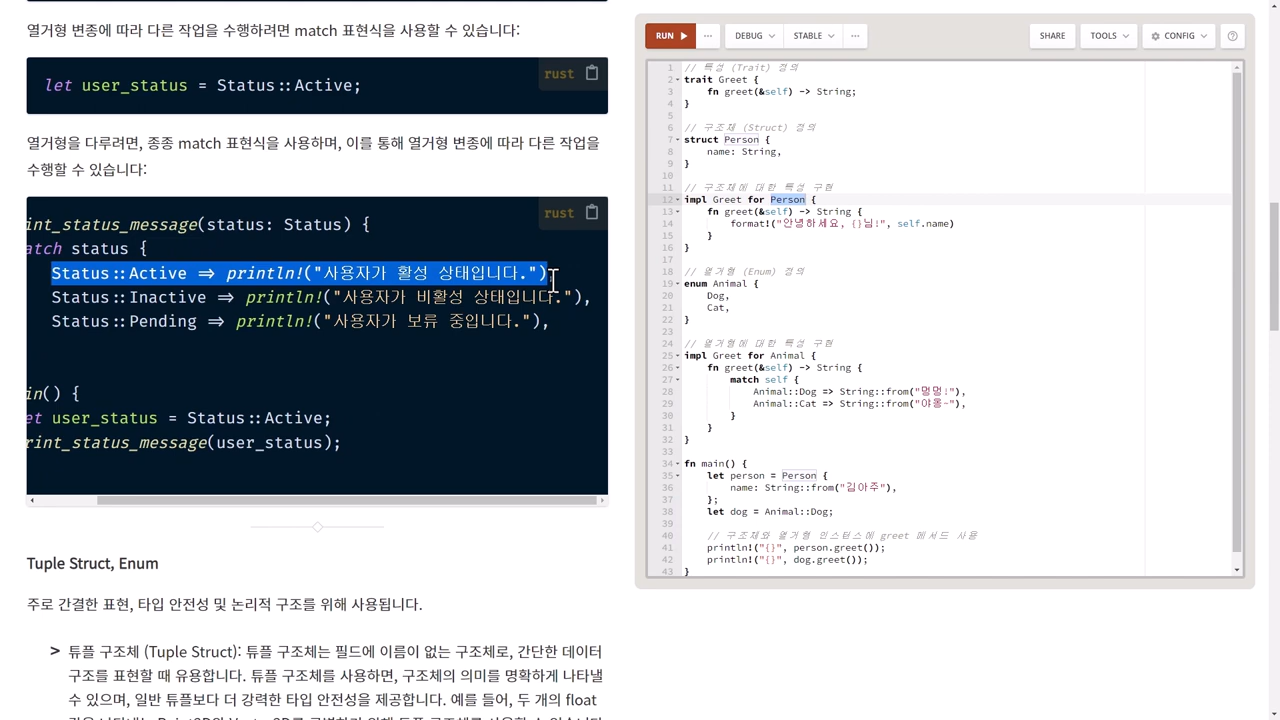 열거형 변종에 따라 다른 작업을 수행하려면 match 표현식을 사용할 수 있습니다:
rust
let user_status = Status::Active;
열거형을 다루려면, 종종 match 표현식을 사용하며, 이를 통해 열거형 변종에 따라 다른 작업을
수행할 수 있습니다:
rust
int_status_message(status: Status) {
atch status {
Status::Active => println!("사용자가 활성 상태입니다.")
Status::Inactive => println!("사용자가 비활성 상태입니다."),
Status::Pending => println!("사용자가 보류 중입니다."),
in() {
et user_status = Status::Active;
rint_status_message(user_status);
Tuple Struct, Enum
주로 간결한 표현, 타입 안전성 및 논리적 구조를 위해 사용됩니다.
> 튜플 구조체 (Tuple Struct): 튜플 구조체는 필드에 이름이 없는 구조체로, 간단한 데이터
구조를 표현할 때 유용합니다. 튜플 구조체를 사용하면, 구조체의 의미를 명확하게 나타낼
수 있으며, 일반 튜플보다 더 강력한 타입 안전성을 제공합니다. 예를 들어, 두 개의 float
RUN ▶ ··· DEBUG STABLE ··· SHARE TOOLS CONFIG ?
1 // 특성 (Trait) 정의
2 trait Greet {
3 fn greet(&self) -> String;
4 }
5
6 // 구조체 (Struct) 정의
7 struct Person {
8 name: String,
9 }
10
11 // 구조체에 대한 특성 구현
12 impl Greet for Person {
13 fn greet(&self) -> String {
14 format!("안녕하세요, {}님!", self.name)
15 }
16 }
17
18 // 열거형 (Enum) 정의
19 enum Animal {
20 Dog,
21 Cat,
22 }
23
24 // 열거형에 대한 특성 구현
25 impl Greet for Animal {
26 fn greet(&self) -> String {
27 match self {
28 Animal::Dog => String::from("멍멍!"),
29 Animal::Cat => String::from("야옹~"),
30 }
31 }
32 }
33
34 fn main() {
35 let person = Person {
36 name: String::from("김아주"),
37 };
38 let dog = Animal::Dog;
39
40 // 구조체와 열거형 인스턴스에 greet 메서드 사용
41 println!("{}", person.greet());
42 println!("{}", dog.greet());
43 }